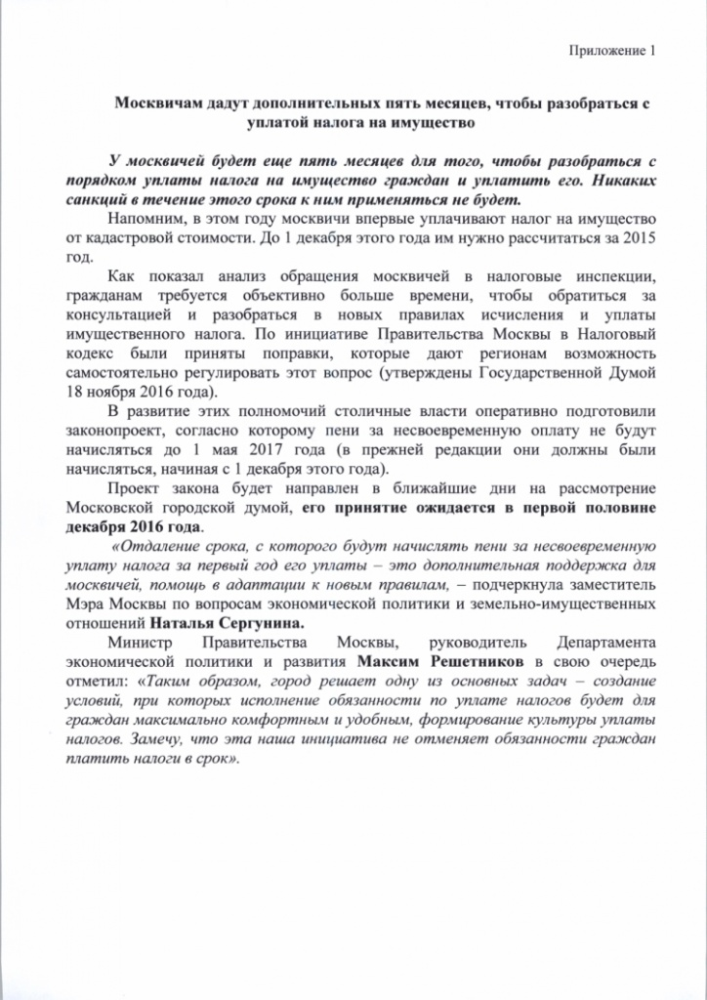 Приложение 1
Москвичам дадут дополнительных пять месяцев, чтобы разобраться с
уплатой налога на имущество
У москвичей будет еще пять месяцев для того, чтобы разобраться с
порядком уплаты налога на имущество граждан и уплатить его. Никаких
санкций в течение этого срока к ним применяться не будет.
Напомним, в этом году москвичи впервые уплачивают налог на имущество
от кадастровой стоимости. До 1 декабря этого года им нужно рассчитаться за 2015
год.
Как показал анализ обращения москвичей в налоговые инспекции,
гражданам требуется объективно больше времени, чтобы обратиться за
консультацией и разобраться в новых правилах исчисления и уплаты
имущественного налога. По инициативе Правительства Москвы в Налоговый
кодекс были приняты поправки, которые дают регионам возможность
самостоятельно регулировать этот вопрос (утверждены Государственной Думой
18 ноября 2016 года).
В развитие этих полномочий столичные власти оперативно подготовили
законопроект, согласно которому пени за несвоевременную оплату не будут
начисляться до 1 мая 2017 года (в прежней редакции они должны были
начисляться, начиная с 1 декабря этого года).
Проект закона будет направлен в ближайшие дни на рассмотрение
Московской городской думой, его принятие ожидается в первой половине
декабря 2016 года.
«Отдаление срока, с которого будут начислять пени за несвоевременную
уплату налога за первый год его уплаты – это дополнительная поддержка для
москвичей, помощь в адаптации к новым правилам, – подчеркнула заместитель
Мэра Москвы по вопросам экономической политики и земельно-имущественных
отношений Наталья Сергунина.
Министр Правительства Москвы, руководитель Департамента
экономической политики и развития Максим Решетников в свою очередь
отметил: «Таким образом, город решает одну из основных задач – создание
условий, при которых исполнение обязанности по уплате налогов будет для
граждан максимально комфортным и удобным, формирование культуры уплаты
налогов. Замечу, что эта наша инициатива не отменяет обязанности граждан
платить налоги в срок».